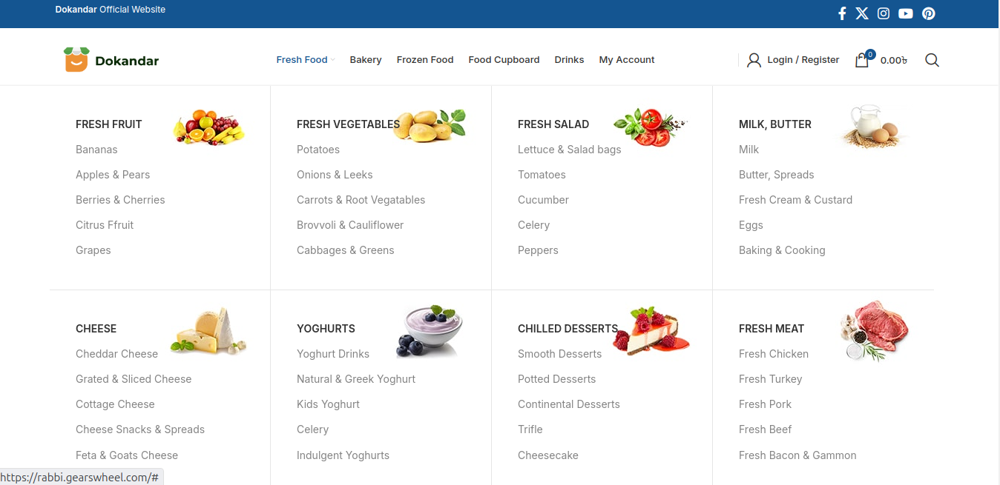 Dokandar Official Website
Dokandar
Fresh Food
Bakery
Frozen Food
Food Cupboard
Drinks
My Account
Login / Register
0
0.00৳
FRESH FRUIT
Bananas
Apples & Pears
Berries & Cherries
Citrus Ffruit
Grapes
FRESH VEGETABLES
Potatoes
Onions & Leeks
Carrots & Root Vegatables
Brovvoli & Cauliflower
Cabbages & Greens
FRESH SALAD
Lettuce & Salad bags
Tomatoes
Cucumber
Celery
Peppers
MILK, BUTTER
Milk
Butter, Spreads
Fresh Cream & Custard
Eggs
Baking & Cooking
CHEESE
Cheddar Cheese
Grated & Sliced Cheese
Cottage Cheese
Cheese Snacks & Spreads
Feta & Goats Cheese
YOGHURTS
Yoghurt Drinks
Natural & Greek Yoghurt
Kids Yoghurt
Celery
Indulgent Yoghurts
CHILLED DESSERTS
Smooth Desserts
Potted Desserts
Continental Desserts
Trifle
Cheesecake
FRESH MEAT
Fresh Chicken
Fresh Turkey
Fresh Pork
Fresh Beef
Fresh Bacon & Gammon
https://rabbi.gearswheel.com/#